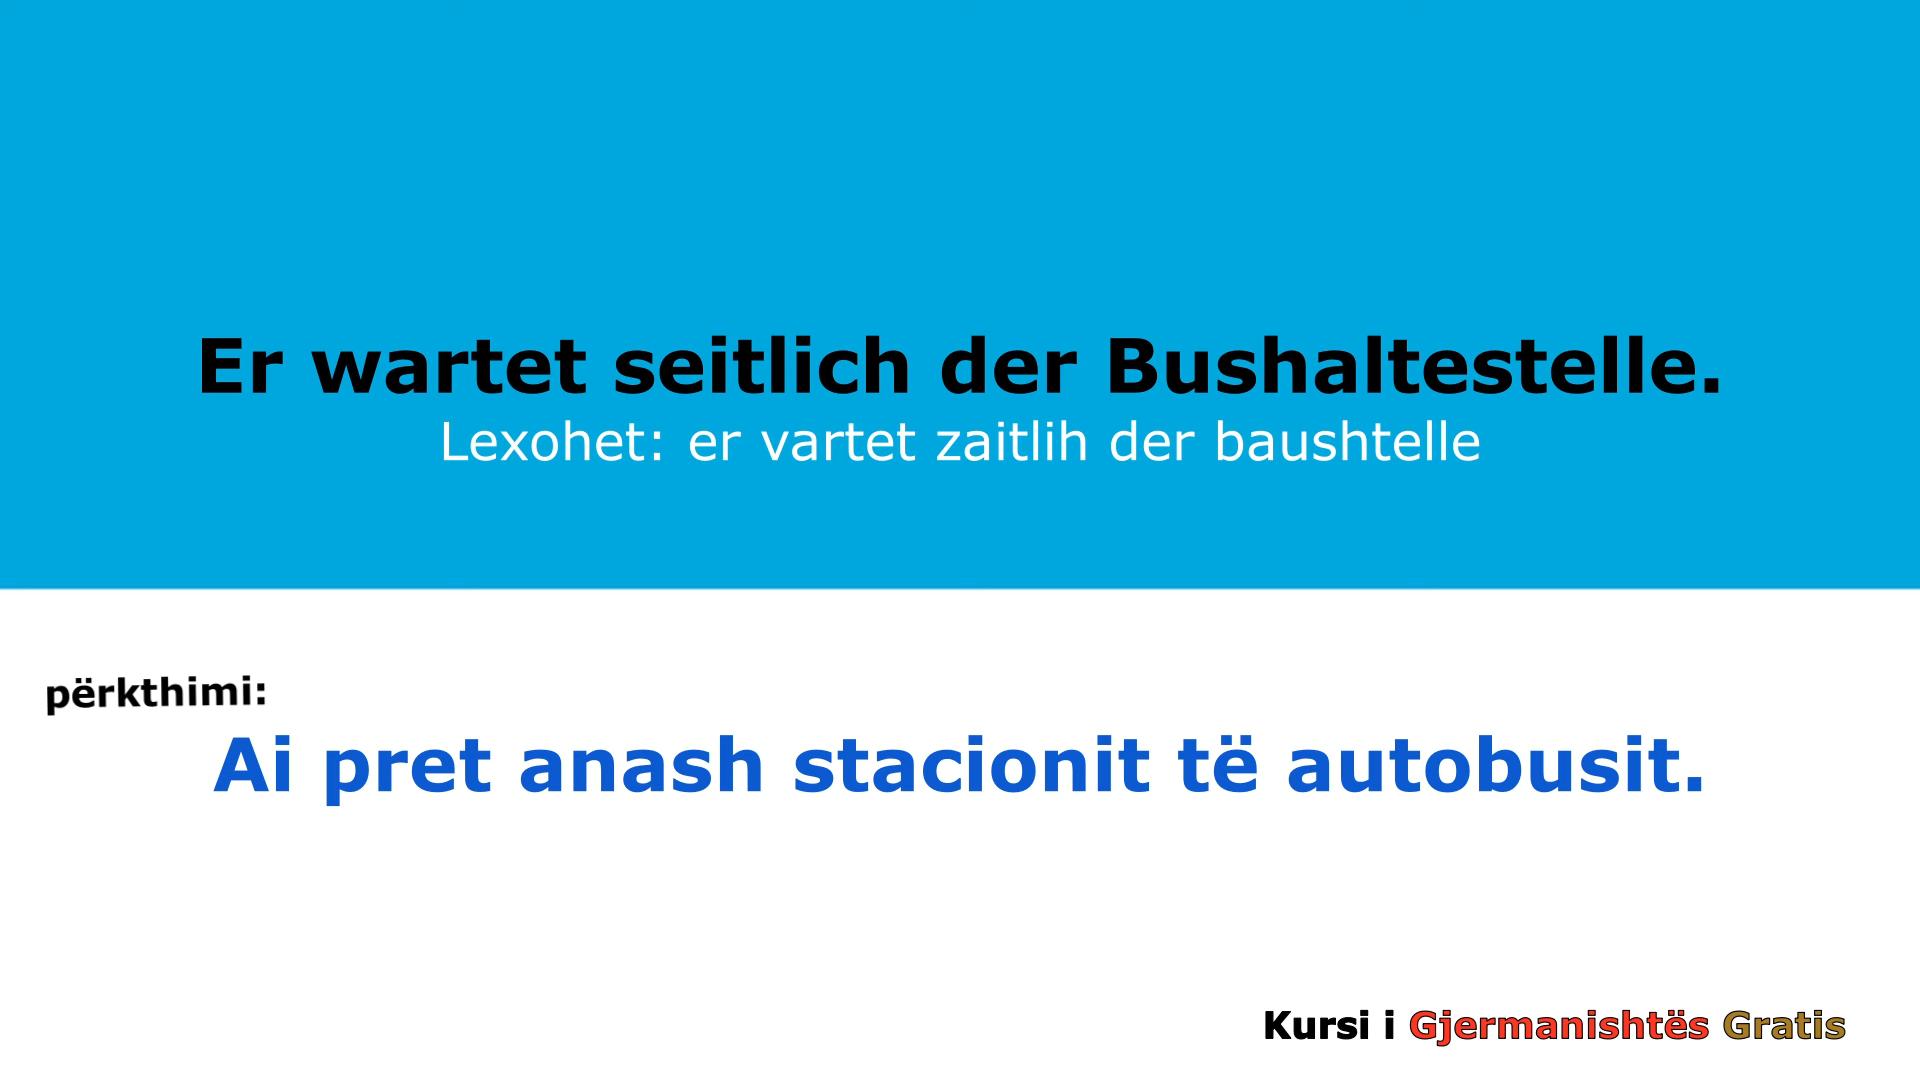 Er wartet seitlich der Bushaltestelle.
Lexohet: er vartet zaitlih der baushtelle
përkthimi:
Ai pret anash stacionit të autobusit.
Kursi i Gjermanishtës Gratis